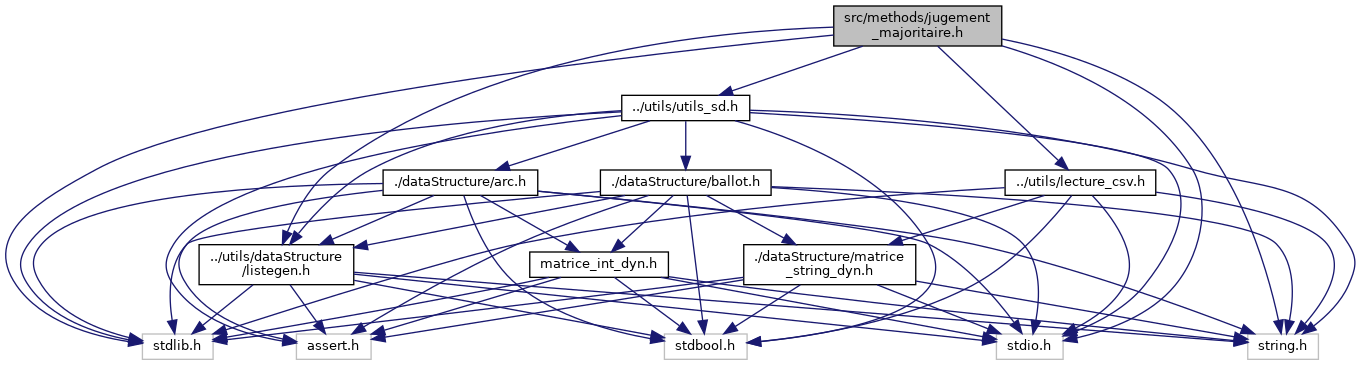 src/methods/jugement
_majoritaire.h
../utils/utils_sd.h
./dataStructure/arc.h
./dataStructure/ballot.h
../utils/lecture_csv.h
../utils/dataStructure
/listegen.h
matrice_int_dyn.h
./dataStructure/matrice
_string_dyn.h
stdlib.h
assert.h
stdbool.h
stdio.h
string.h